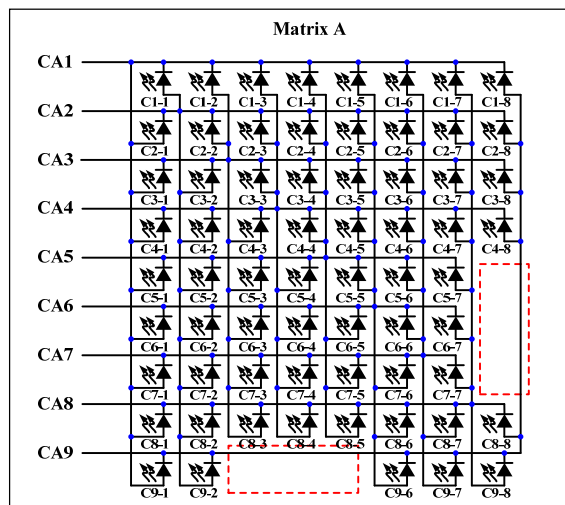 Matrix A
CA1
C1-1 C1-2 C1-3 C1-4 C1-5 C1-6 C1-7 C1-8
CA2
C2-1 C2-2 C2-3 C2-4 C2-5 C2-6 C2-7 C2-8
CA3
C3-1 C3-2 C3-3 C3-4 C3-5 C3-6 C3-7 C3-8
CA4
C4-1 C4-2 C4-3 C4-4 C4-5 C4-6 C4-7 C4-8
CA5
C5-1 C5-2 C5-3 C5-4 C5-5 C5-6 C5-7
CA6
C6-1 C6-2 C6-3 C6-4 C6-5 C6-6 C6-7
CA7
C7-1 C7-2 C7-3 C7-4 C7-5 C7-6 C7-7
CA8
C8-1 C8-2 C8-3 C8-4 C8-5 C8-6 C8-7 C8-8
CA9
C9-1 C9-2 C9-6 C9-7 C9-8